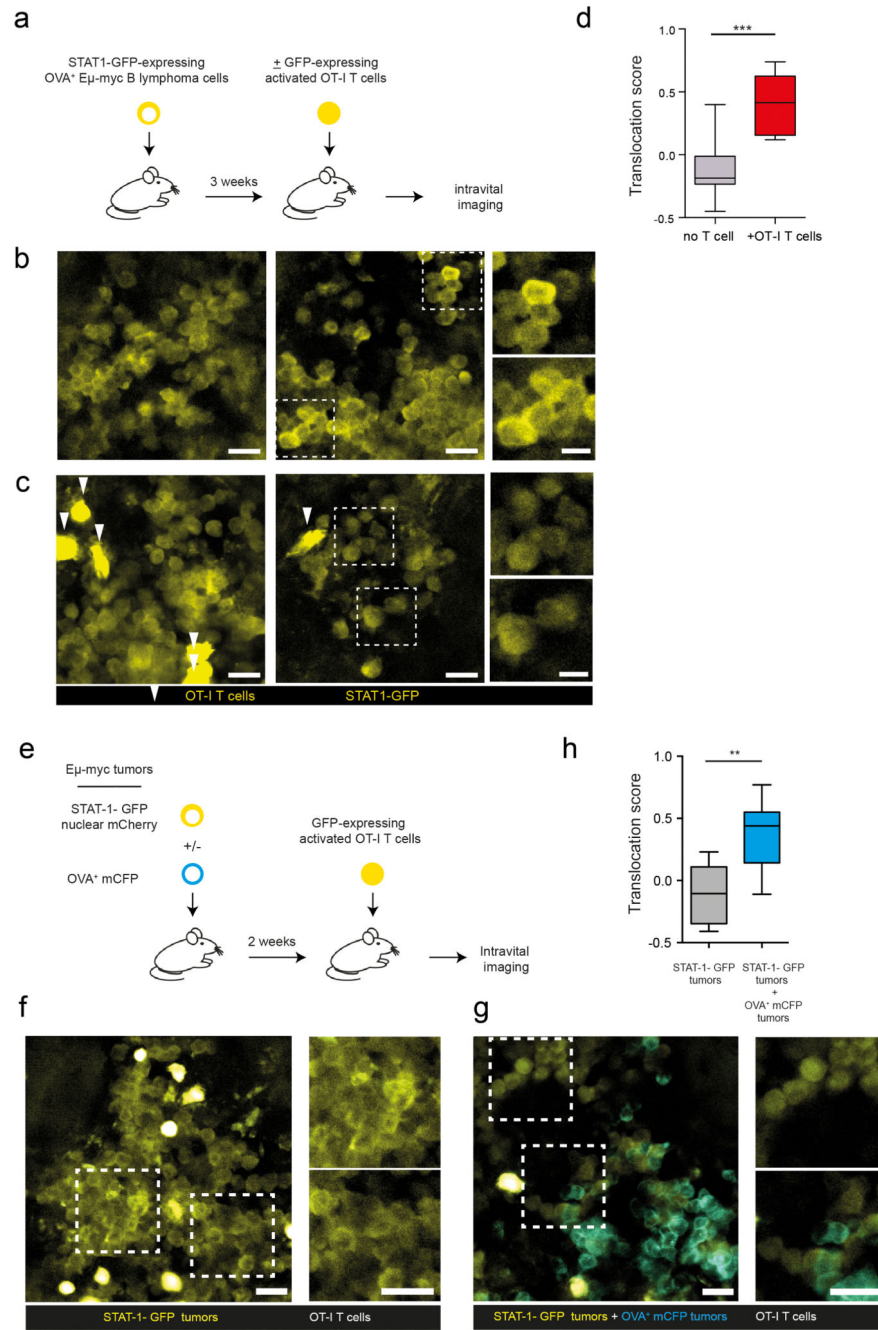 a
STAT1-GFP-expressing
OVA⁺ Eµ-myc B lymphoma cells
+ GFP-expressing
activated OT-I T cells
3 weeks
intravital
imaging
d
***
Translocation score
1.0
0.5
0.0
-0.5
no T cell
+OT-I T cells
b
c
OT-I T cells
STAT1-GFP
e
Eµ-myc tumors
STAT-1- GFP
nuclear mCherry
+/-
OVA⁺ mCFP
GFP-expressing
activated OT-I T cells
2 weeks
Intravital
imaging
h
**
Translocation score
1.0
0.5
0.0
-0.5
STAT-1- GFP
tumors
STAT-1- GFP
tumors
+
OVA⁺ mCFP
tumors
f
STAT-1- GFP tumors
OT-I T cells
g
STAT-1- GFP tumors + OVA⁺ mCFP tumors
OT-I T cells